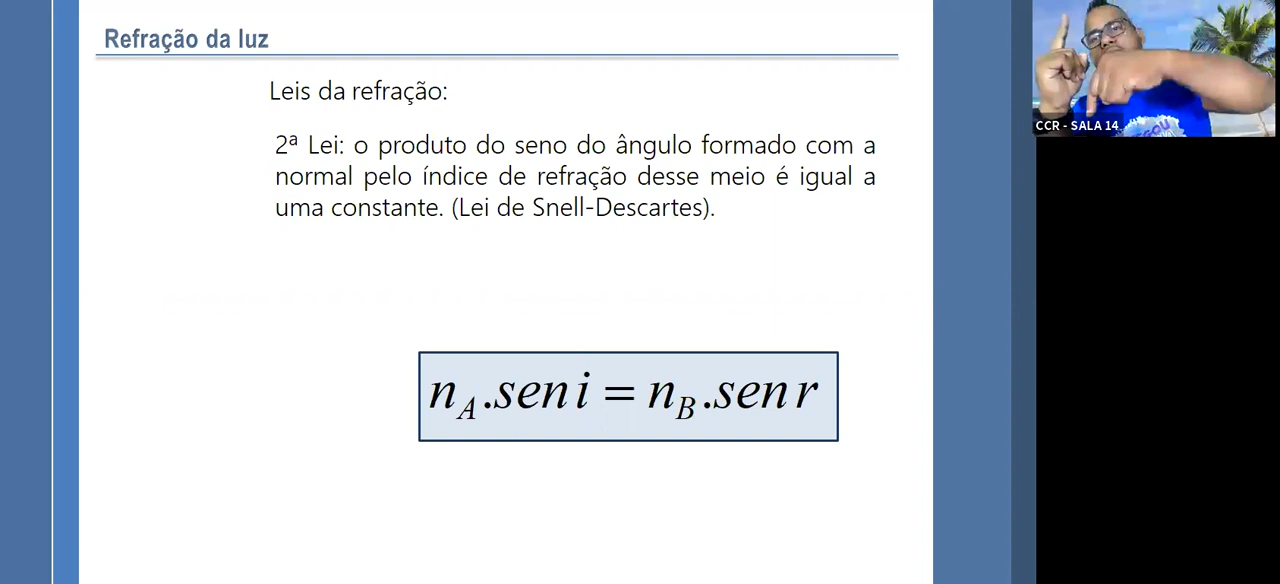 Refração da luz
Leis da refração:
2ª Lei: o produto do seno do ângulo formado com a
normal pelo índice de refração desse meio é igual a
uma constante. (Lei de Snell-Descartes).
n_A.sen i = n_B.sen r
CCR - SALA 14